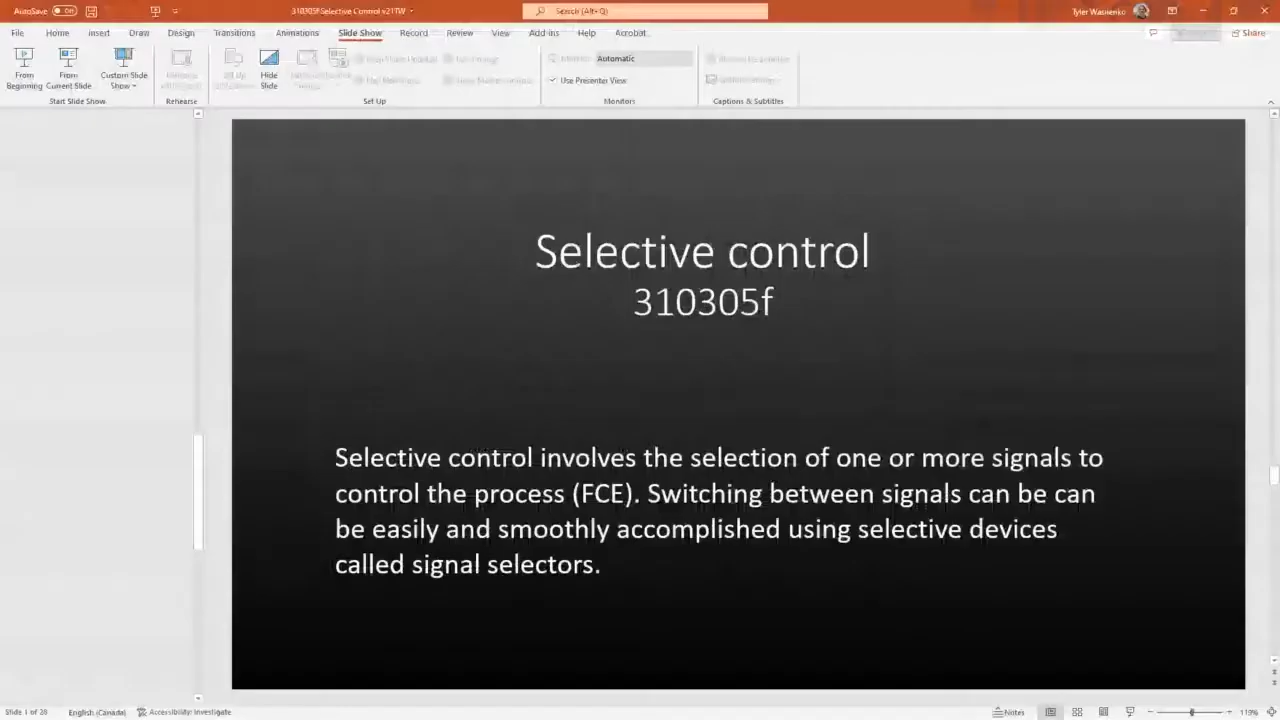 AutoSave Off
310305f Selective Control v21TW
Search (Alt+Q)
Tyler Wasilenko
File Home Insert Draw Design Transitions Animations Slide Show Record Review View Add-ins Help Acrobat
Share
From Beginning
From Current Slide
Custom Slide Show
Hide Slide
Automatic
Use Presenter View
Start Slide Show
Rehearse
Set Up
Monitors
Captions & Subtitles
Selective control
310305f
Selective control involves the selection of one or more signals to
control the process (FCE). Switching between signals can be can
be easily and smoothly accomplished using selective devices
called signal selectors.
Slide 1 of 28 English (Canada) Accessibility: Investigate
Notes
119%